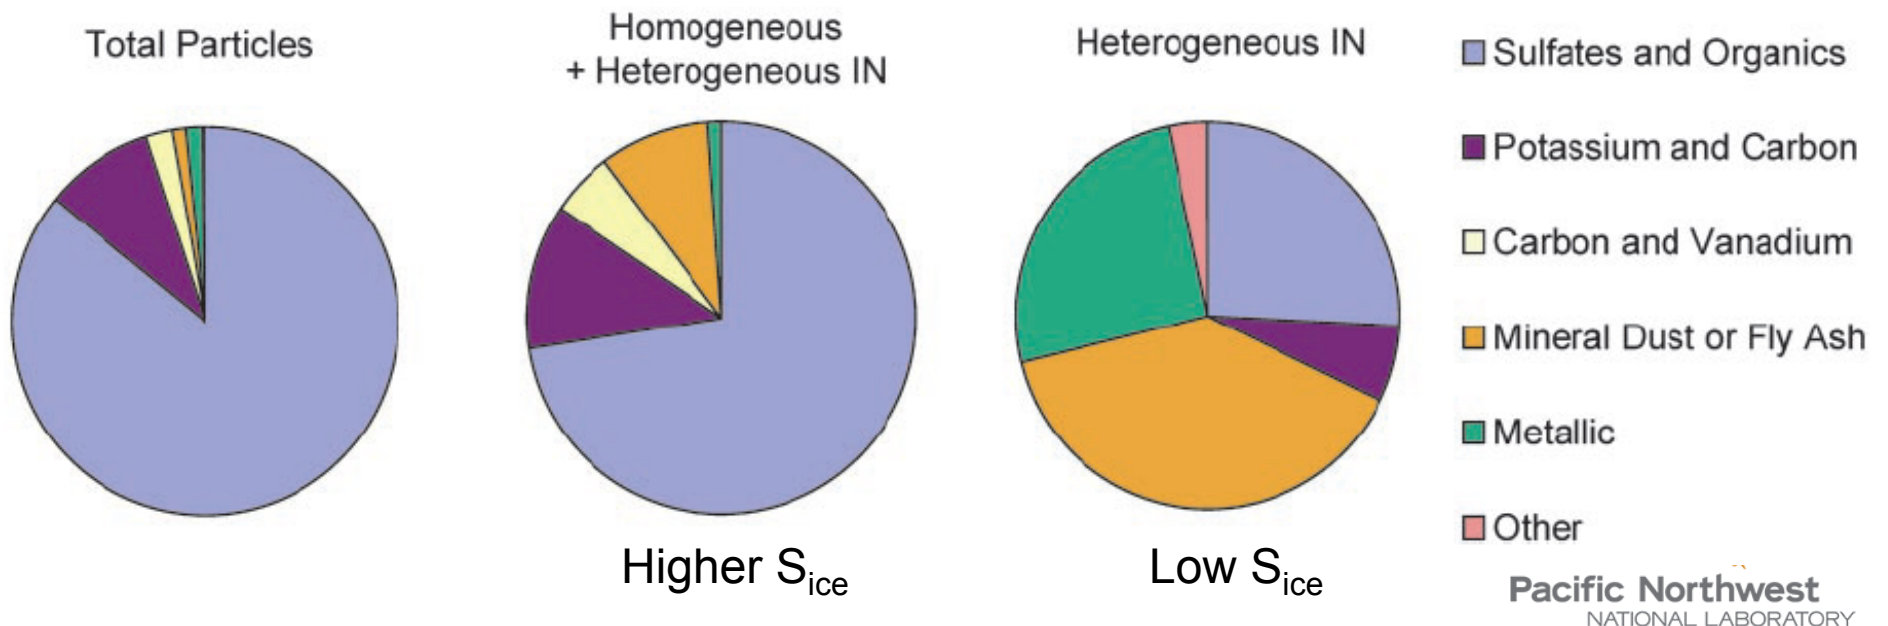 Total Particles
Homogeneous
+ Heterogeneous IN
Heterogeneous IN
Sulfates and Organics
Potassium and Carbon
Carbon and Vanadium
Mineral Dust or Fly Ash
Metallic
Other
Higher Sice
Low Sice
Pacific Northwest
NATIONAL LABORATORY